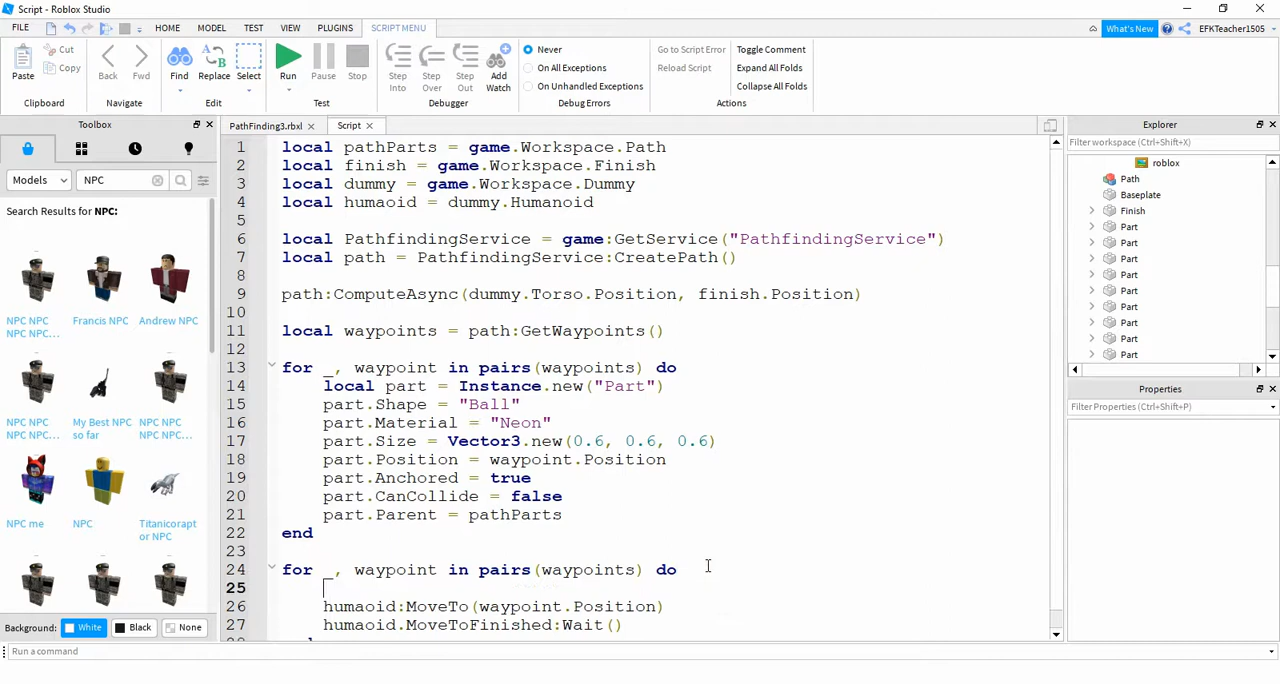 Script - Roblox Studio
FILE HOME MODEL TEST VIEW PLUGINS SCRIPT MENU What's New EFKTeacher1505
Paste Cut Copy Back Fwd Find Replace Select Run Pause Stop Step Into Step Over Step Out Add Watch Never On All Exceptions On Unhandled Exceptions Go to Script Error Reload Script Toggle Comment Expand All Folds Collapse All Folds
Clipboard Navigate Edit Test Debugger Debug Errors Actions
Toolbox
Models NPC
Search Results for NPC:
NPC NPC NPC NPC... Francis NPC Andrew NPC
NPC NPC NPC NPC... My Best NPC so far NPC NPC NPC NPC...
NPC me NPC Titanicorapt or NPC
Background: White Black None
PathFinding3.rbxl Script
1 local pathParts = game.Workspace.Path
2 local finish = game.Workspace.Finish
3 local dummy = game.Workspace.Dummy
4 local humaoid = dummy.Humanoid
5
6 local PathfindingService = game:GetService("PathfindingService")
7 local path = PathfindingService:CreatePath()
8
9 path:ComputeAsync(dummy.Torso.Position, finish.Position)
10
11 local waypoints = path:GetWaypoints()
12
13 for _, waypoint in pairs(waypoints) do
14 local part = Instance.new("Part")
15 part.Shape = "Ball"
16 part.Material = "Neon"
17 part.Size = Vector3.new(0.6, 0.6, 0.6)
18 part.Position = waypoint.Position
19 part.Anchored = true
20 part.CanCollide = false
21 part.Parent = pathParts
22 end
23
24 for _, waypoint in pairs(waypoints) do
25
26 humaoid:MoveTo(waypoint.Position)
27 humaoid.MoveToFinished:Wait()
28 end
Explorer
Filter workspace (Ctrl+Shift+X)
roblox
Path
Baseplate
Finish
Part
Part
Part
Part
Part
Part
Part
Part
Part
Properties
Filter Properties (Ctrl+Shift+P)
Run a command